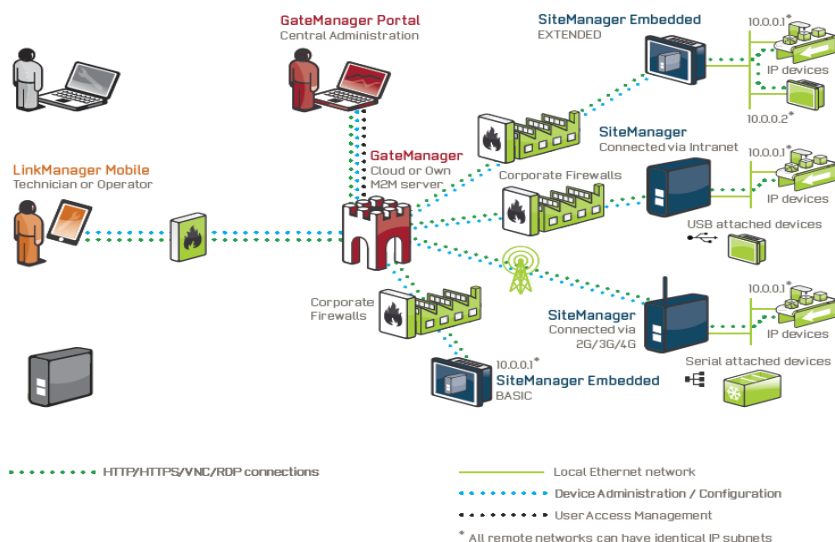 GateManager Portal
Central Administration
SiteManager Embedded
EXTENDED
10.0.0.1*
IP devices
10.0.0.2*
LinkManager Mobile
Technician or Operator
GateManager
Cloud or Own
M2M server
Corporate Firewalls
SiteManager
Connected via Intranet
10.0.0.1*
IP devices
USB attached devices
Corporate
Firewalls
SiteManager
Connected via
2G/3G/4G
10.0.0.1*
IP devices
Serial attached devices
10.0.0.1*
SiteManager Embedded
BASIC
HTTP/HTTPS/VNC/RDP connections
Local Ethernet network
Device Administration / Configuration
User Access Management
* All remote networks can have identical IP subnets